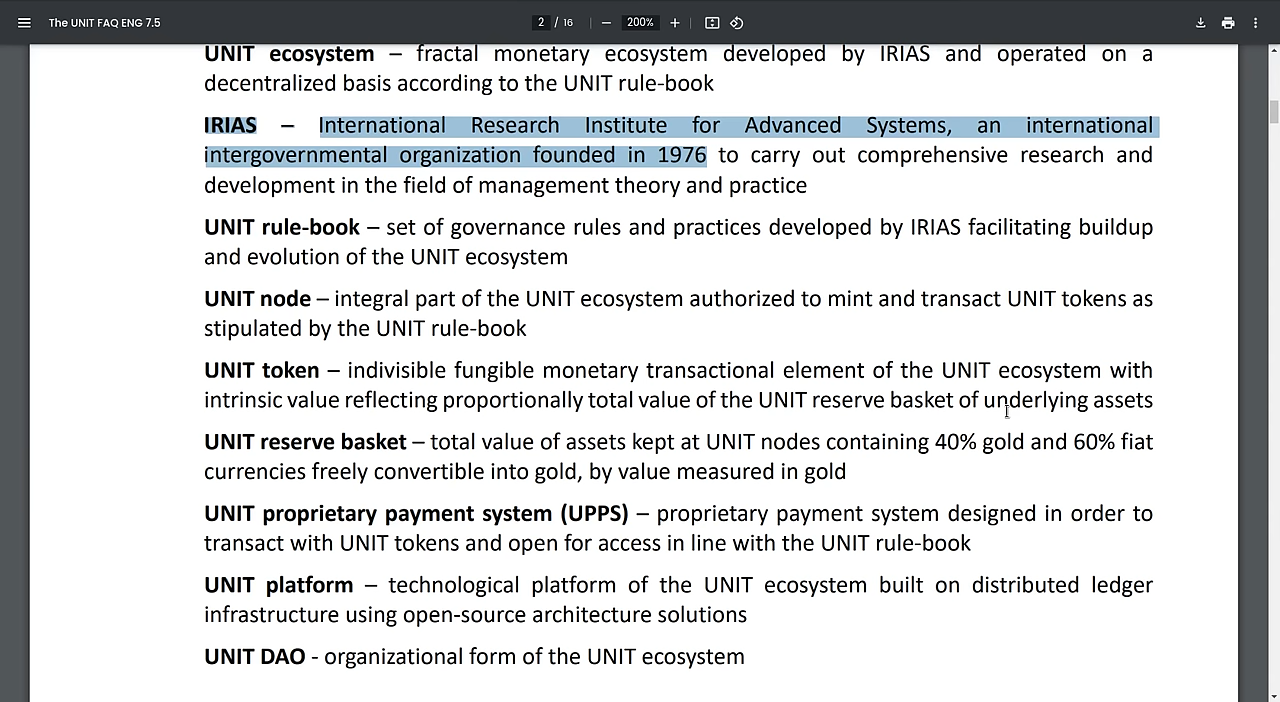 The UNIT FAQ ENG 7.5
2 / 16
200%
UNIT ecosystem – fractal monetary ecosystem developed by IRIAS and operated on a
decentralized basis according to the UNIT rule-book
IRIAS – International Research Institute for Advanced Systems, an international
intergovernmental organization founded in 1976 to carry out comprehensive research and
development in the field of management theory and practice
UNIT rule-book – set of governance rules and practices developed by IRIAS facilitating buildup
and evolution of the UNIT ecosystem
UNIT node – integral part of the UNIT ecosystem authorized to mint and transact UNIT tokens as
stipulated by the UNIT rule-book
UNIT token – indivisible fungible monetary transactional element of the UNIT ecosystem with
intrinsic value reflecting proportionally total value of the UNIT reserve basket of underlying assets
UNIT reserve basket – total value of assets kept at UNIT nodes containing 40% gold and 60% fiat
currencies freely convertible into gold, by value measured in gold
UNIT proprietary payment system (UPPS) – proprietary payment system designed in order to
transact with UNIT tokens and open for access in line with the UNIT rule-book
UNIT platform – technological platform of the UNIT ecosystem built on distributed ledger
infrastructure using open-source architecture solutions
UNIT DAO - organizational form of the UNIT ecosystem